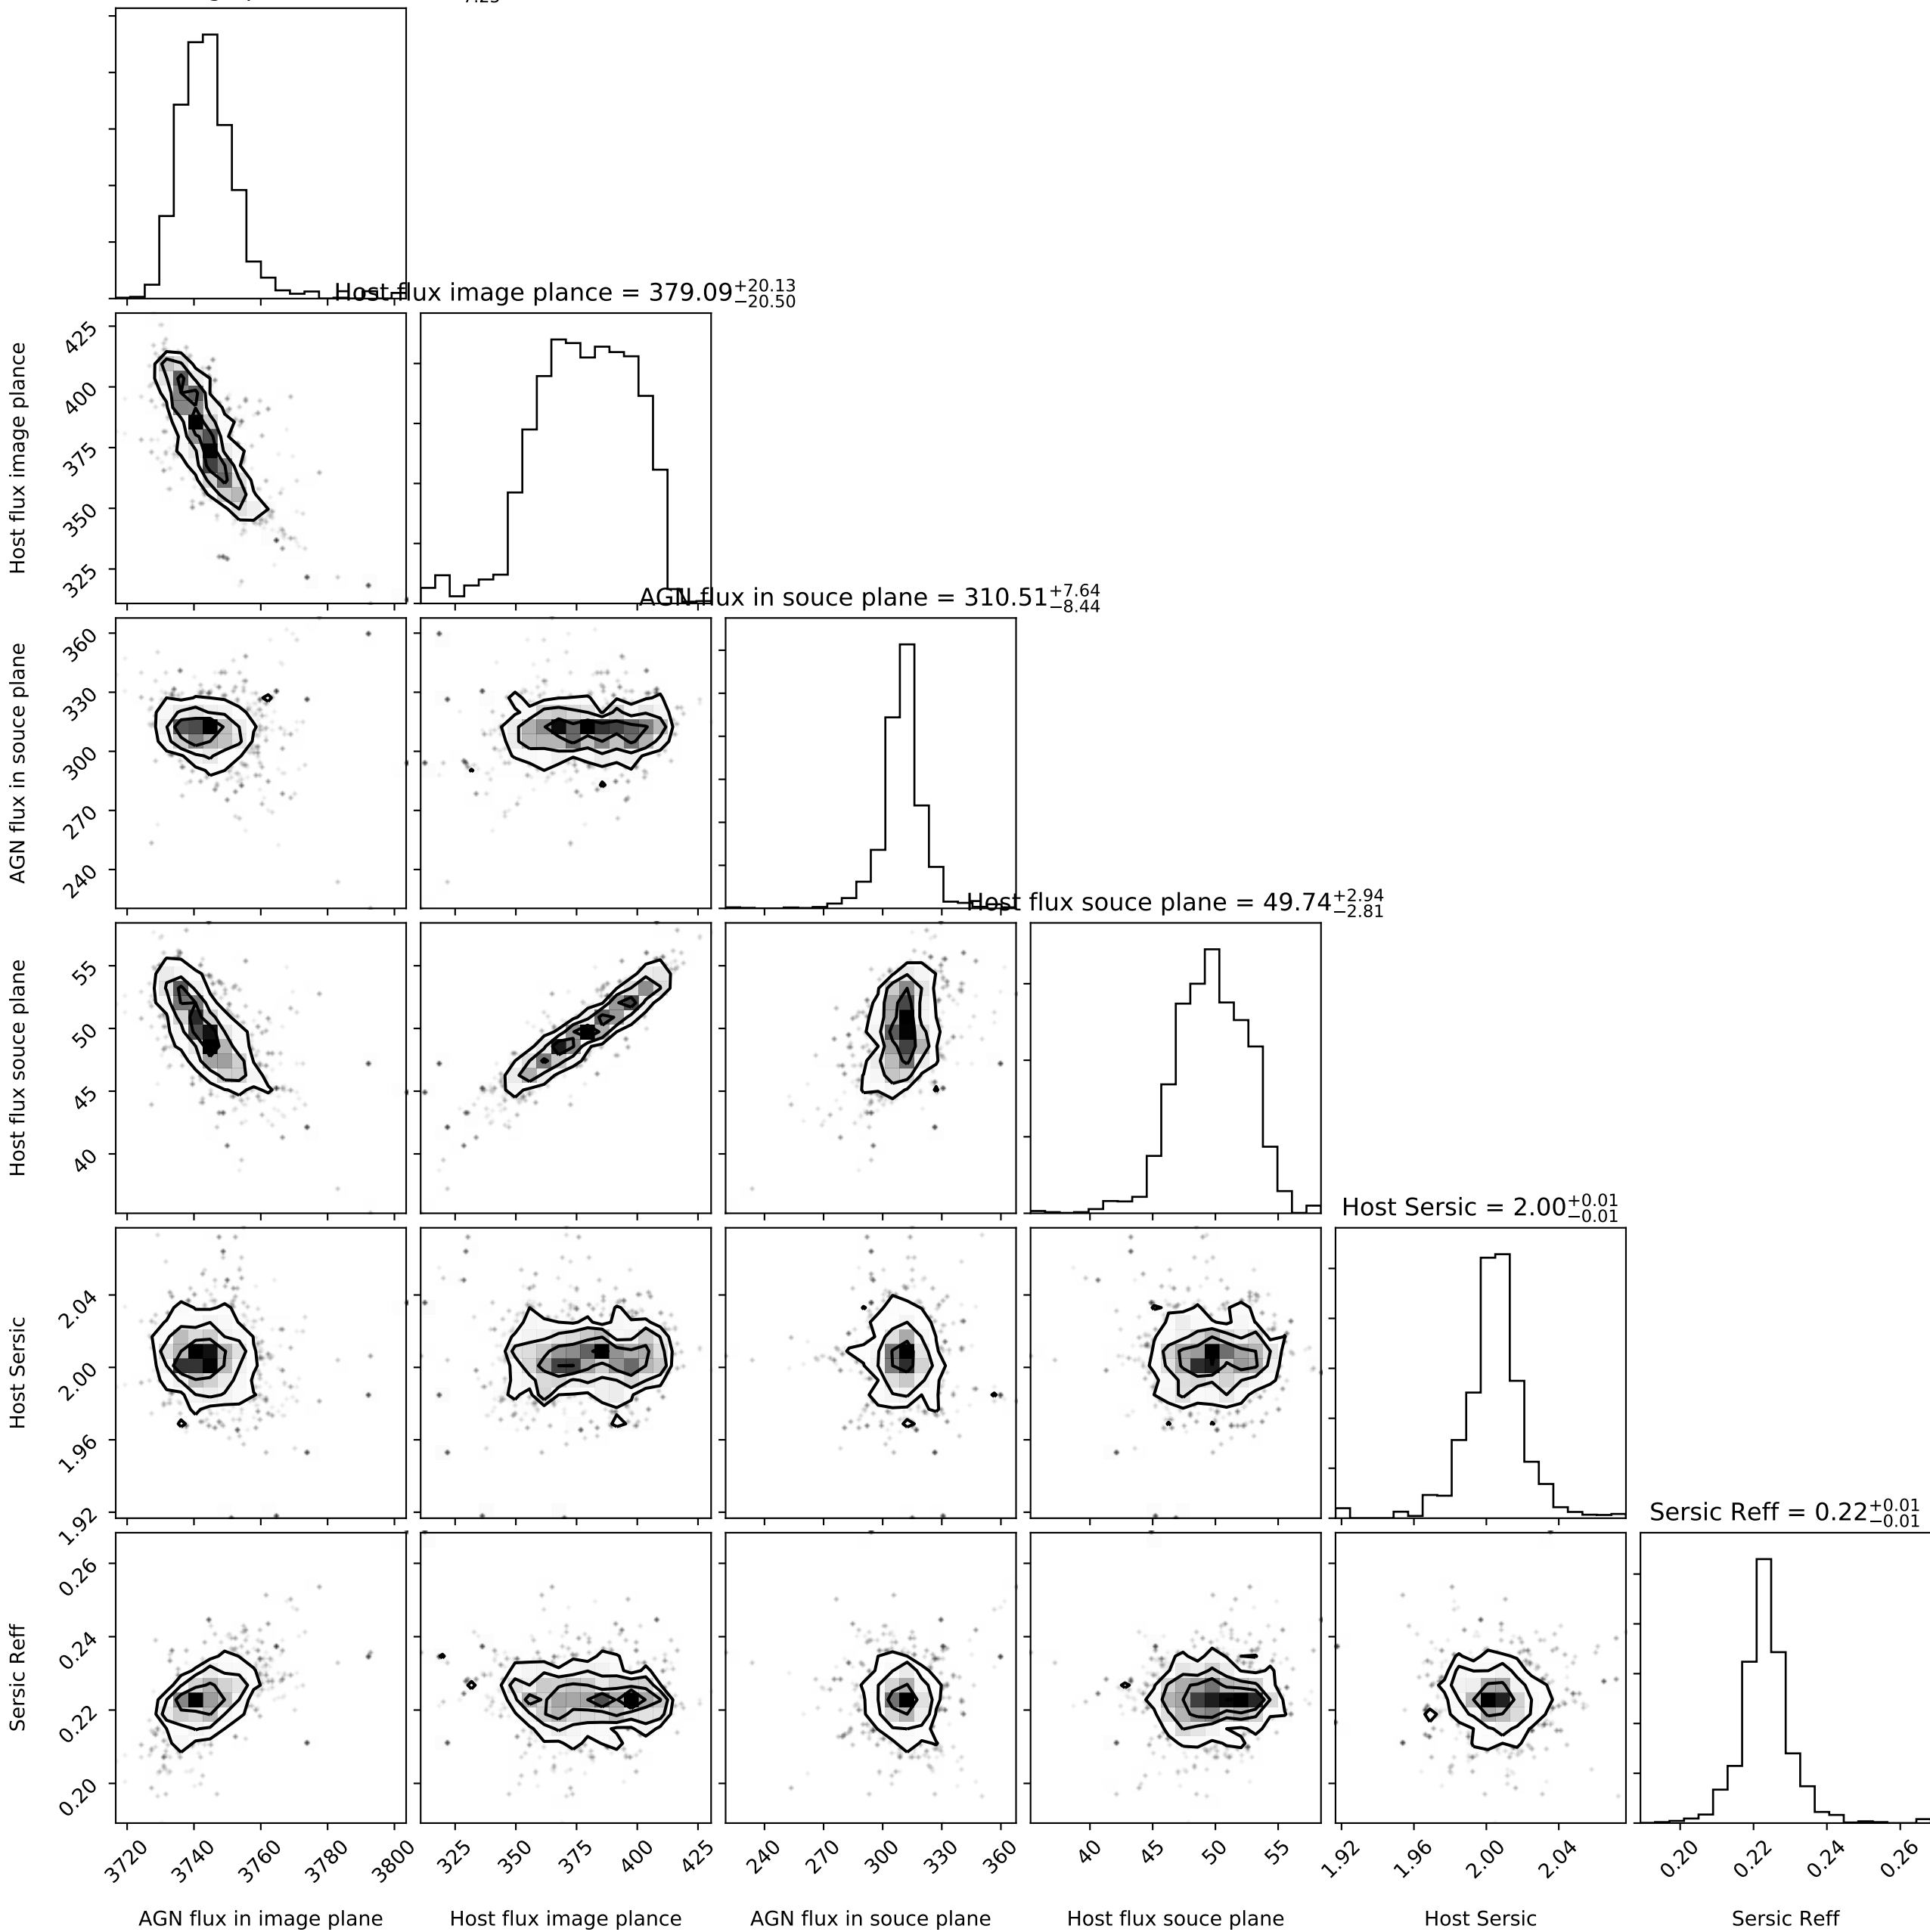 7.25
Host flux image plance = 379.09 +20.13 −20.50
425
400
375
350
325
Host flux image plance
AGN flux in souce plane = 310.51 +7.64 −8.44
360
330
300
270
240
AGN flux in souce plane
Host flux souce plane = 49.74 +2.94 −2.81
55
50
45
40
Host flux souce plane
Host Sersic = 2.00 +0.01 −0.01
2.04
2.00
1.96
1.92
Host Sersic
Sersic Reff = 0.22 +0.01 −0.01
0.26
0.24
0.22
0.20
Sersic Reff
3720 3740 3760 3780 3800 325 350 375 400 425 240 270 300 330 360 40 45 50 55 1.92 1.96 2.00 2.04 0.20 0.22 0.24 0.26
AGN flux in image plane Host flux image plance AGN flux in souce plane Host flux souce plane Host Sersic Sersic Reff